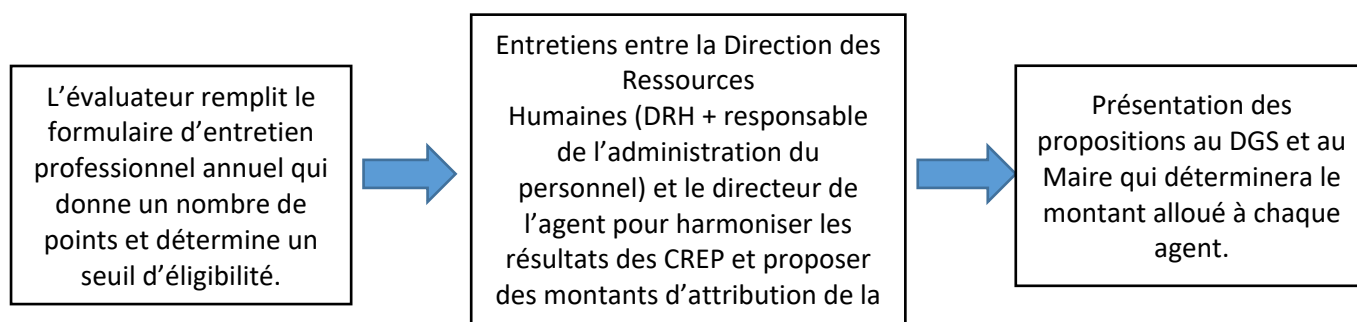 L’évaluateur remplit le
formulaire d’entretien
professionnel annuel qui
donne un nombre de
points et détermine un
seuil d’éligibilité.
Entretiens entre la Direction des
Ressources
Humaines (DRH + responsable
de l’administration du
personnel) et le directeur de
l’agent pour harmoniser les
résultats des CREP et proposer
des montants d’attribution de la
Présentation des
propositions au DGS et au
Maire qui déterminera le
montant alloué à chaque
agent.